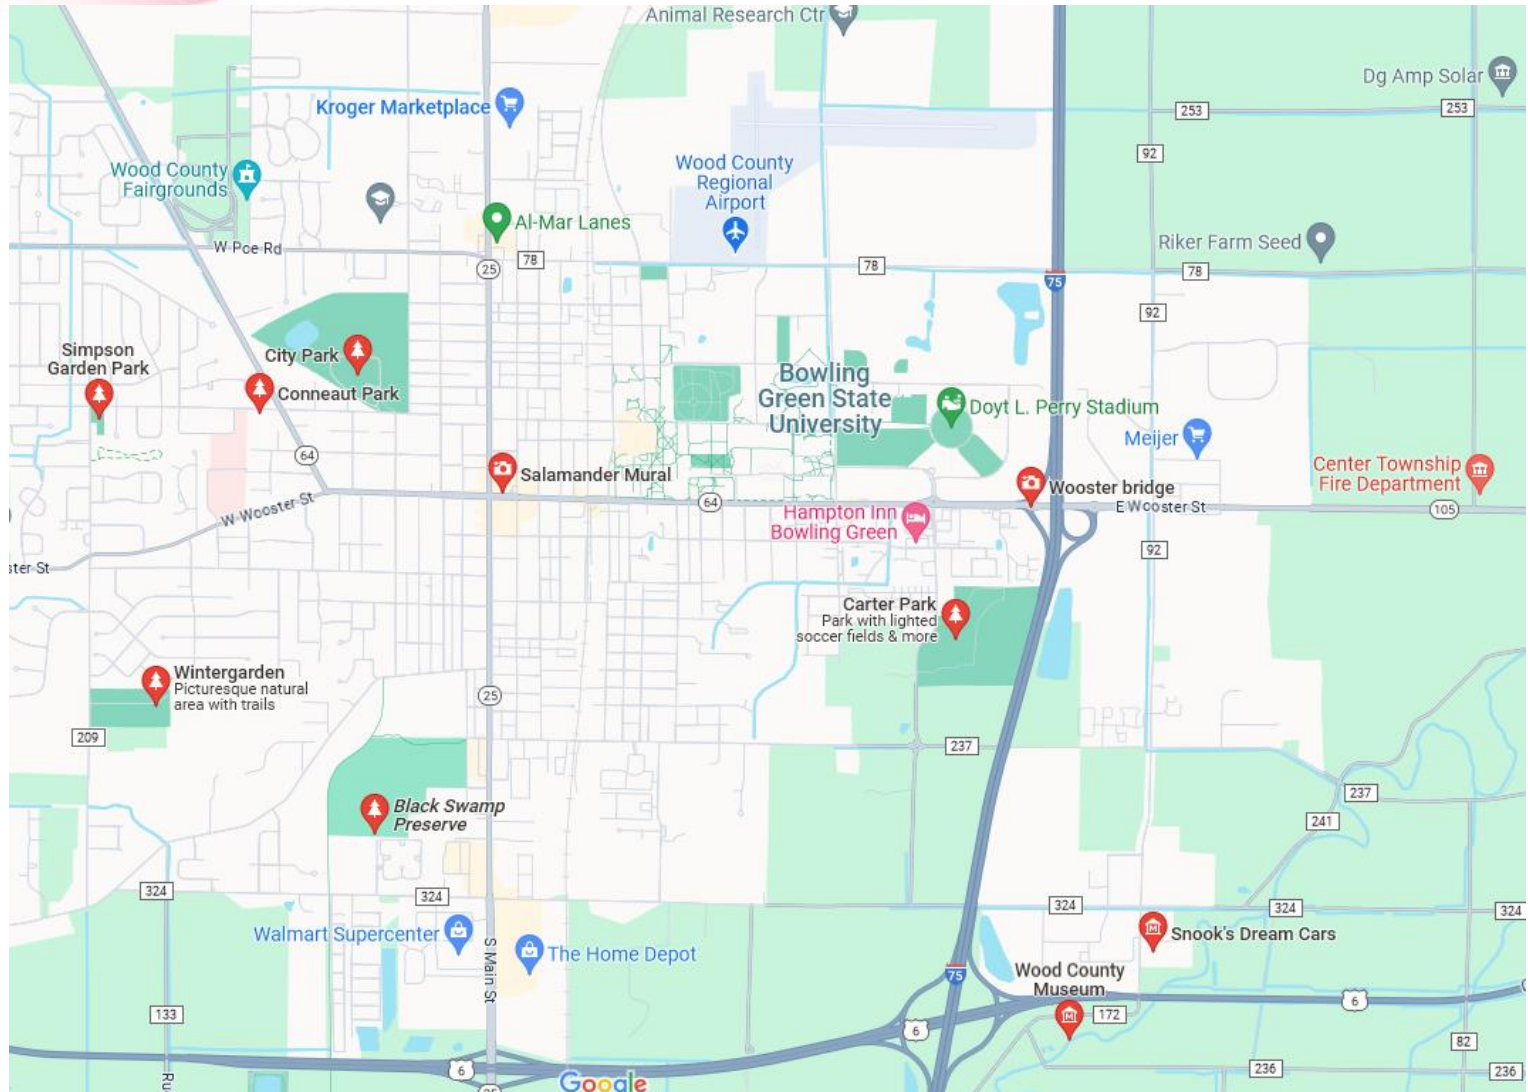 Animal Research Ctr
Dg Amp Solar
Kroger Marketplace
253
253
92
Wood County
Fairgrounds
Wood County
Regional
Airport
Al-Mar Lanes
Riker Farm Seed
W Poe Rd
78
25
78
78
75
92
Simpson
Garden Park
City Park
Conneaut Park
Bowling
Green State
University
Doyt L. Perry Stadium
Meijer
64
Salamander Mural
Center Township
Fire Department
Wooster bridge
W Wooster St
64
Hampton Inn
Bowling Green
E Wooster St
105
92
ster St
Carter Park
Park with lighted
soccer fields & more
Wintergarden
Picturesque natural
area with trails
25
209
237
237
Black Swamp
Preserve
241
324
324
324
324
324
Walmart Supercenter
The Home Depot
S Main St
Snook's Dream Cars
Wood County
Museum
75
6
133
6
172
82
6
236
236
Ru
25
Google